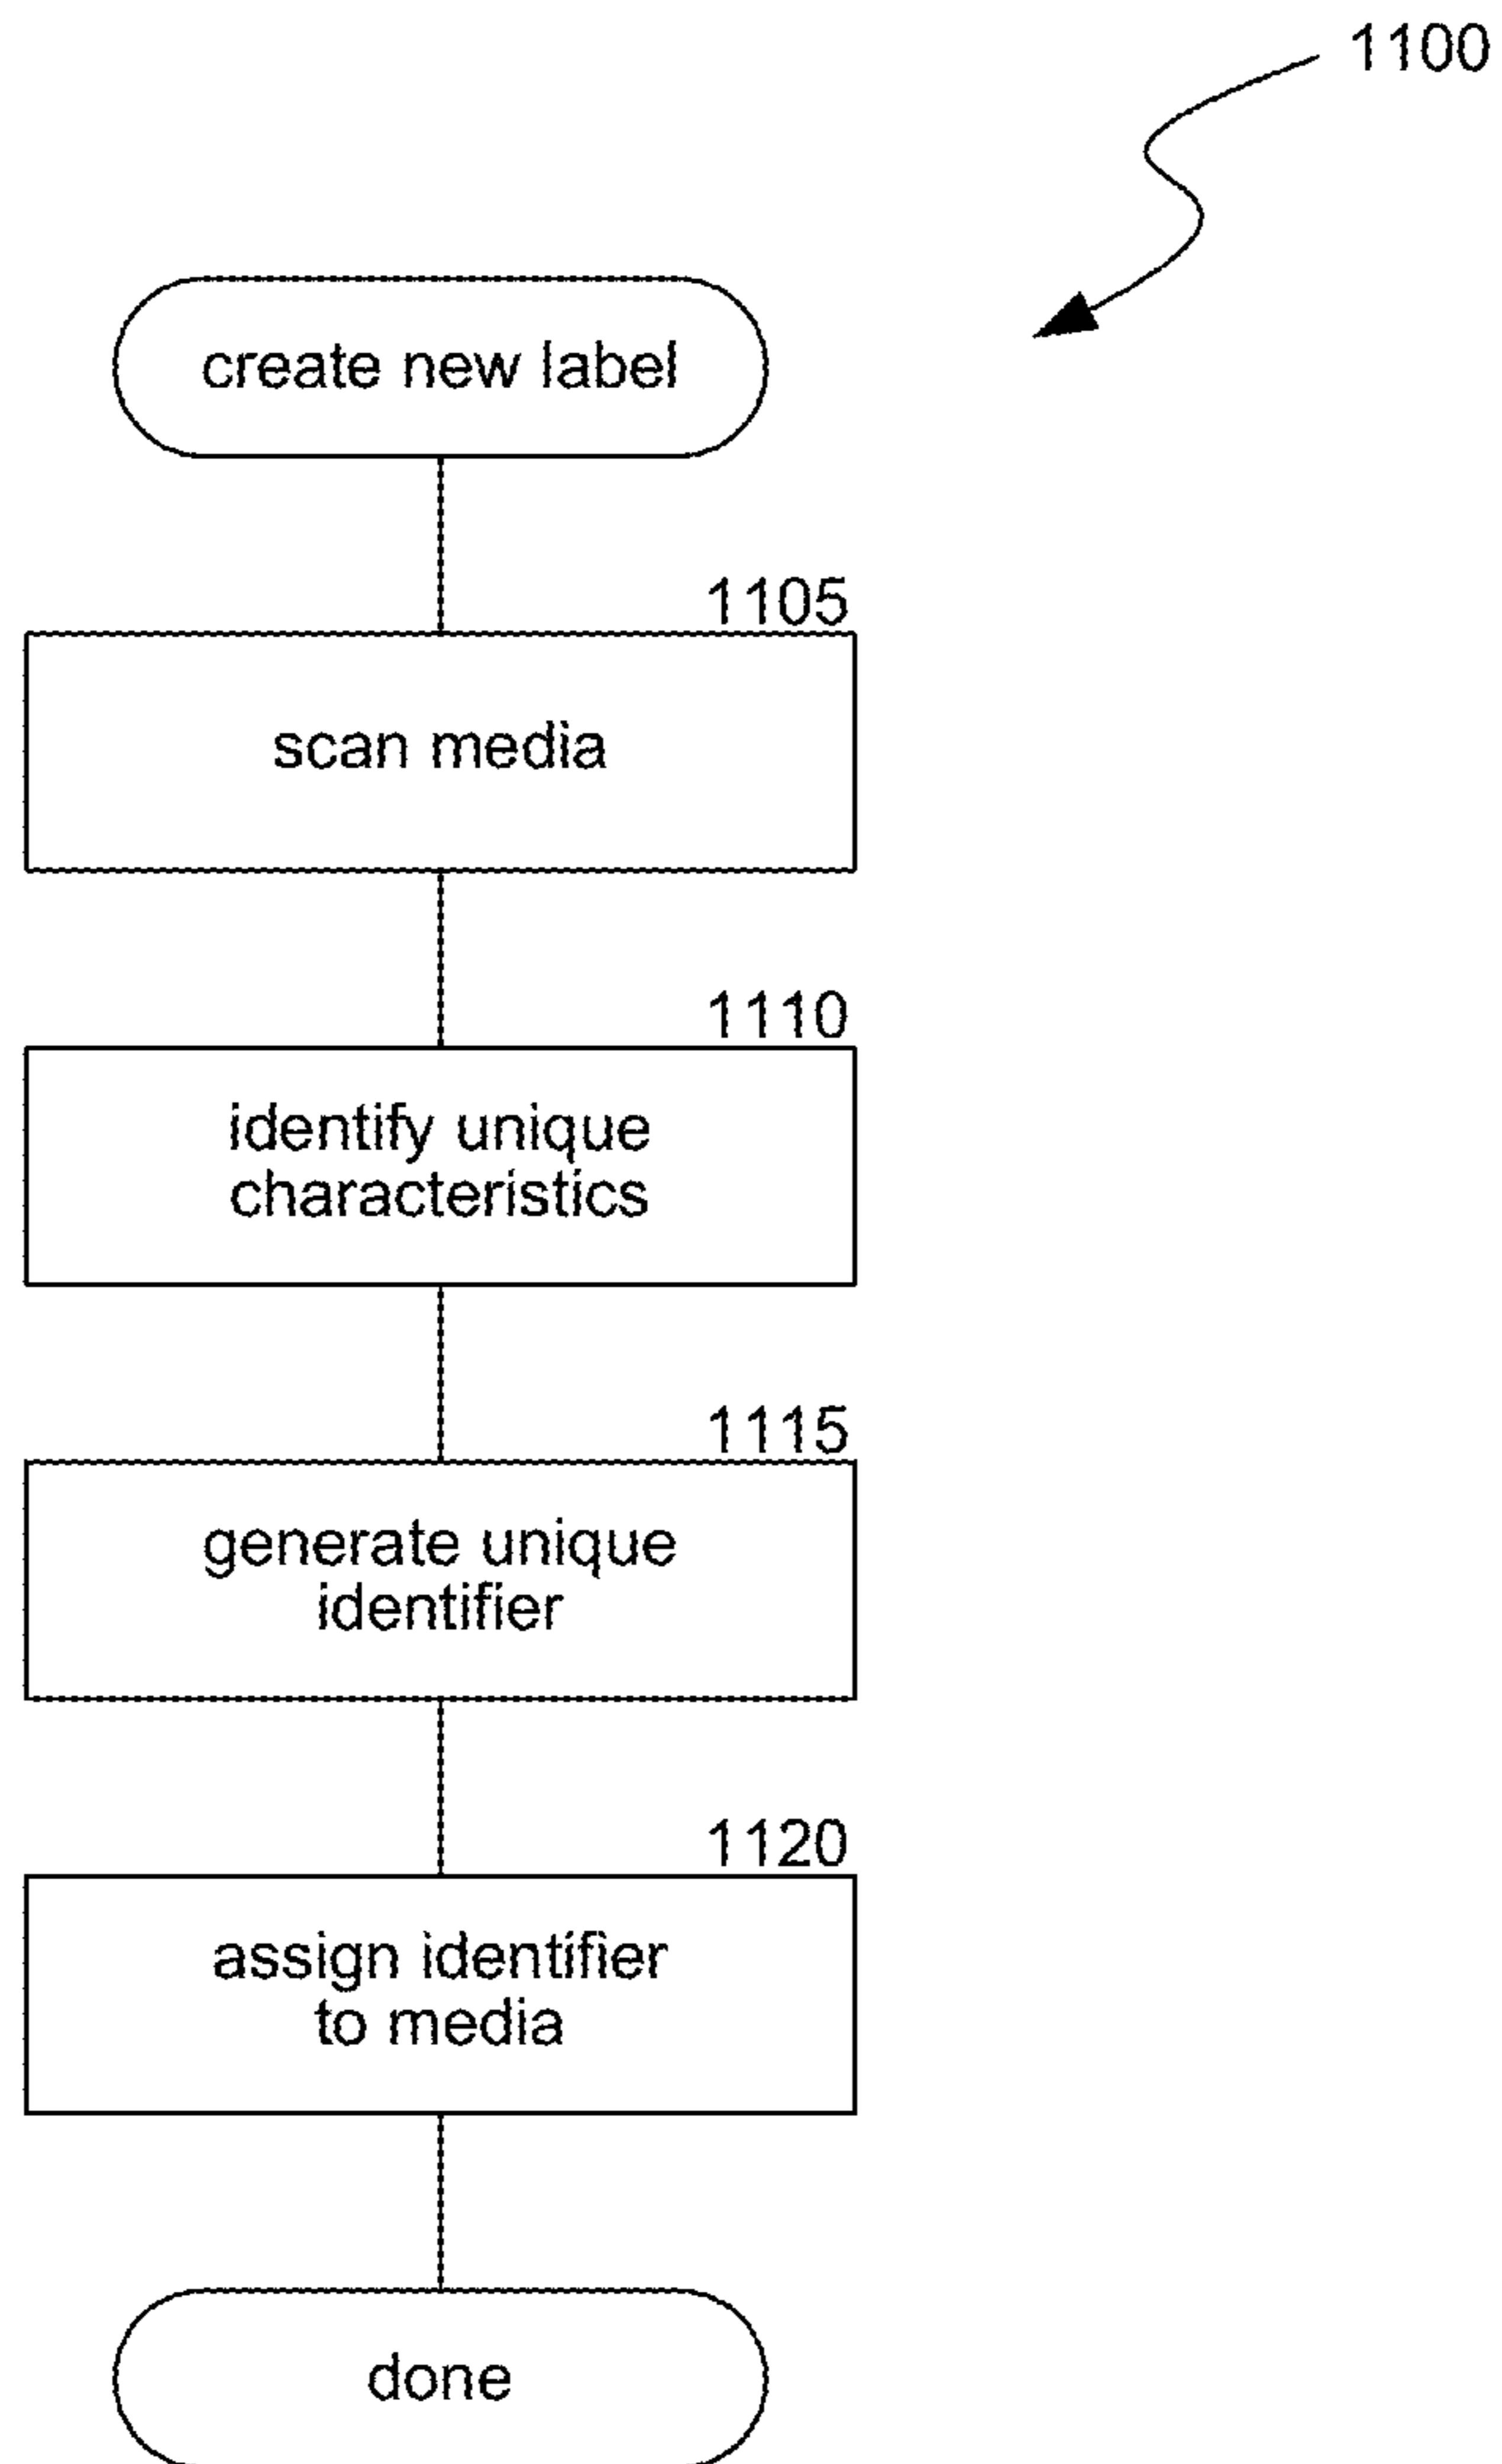 1100
create new label
1105
scan media
1110
identify unique
characteristics
1115
generate unique
identifier
1120
assign identifier
to media
done